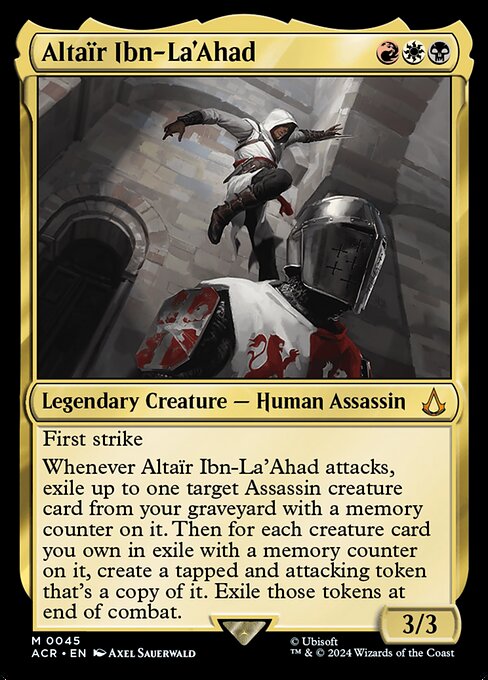 Altaïr Ibn-La'Ahad
Legendary Creature — Human Assassin
First strike
Whenever Altaïr Ibn-La'Ahad attacks,
exile up to one target Assassin creature
card from your graveyard with a memory
counter on it. Then for each creature card
you own in exile with a memory counter
on it, create a tapped and attacking token
that's a copy of it. Exile those tokens at
end of combat.
3/3
M 0045
ACR • EN Axel Sauerwald
© Ubisoft
™ & © 2024 Wizards of the Coast